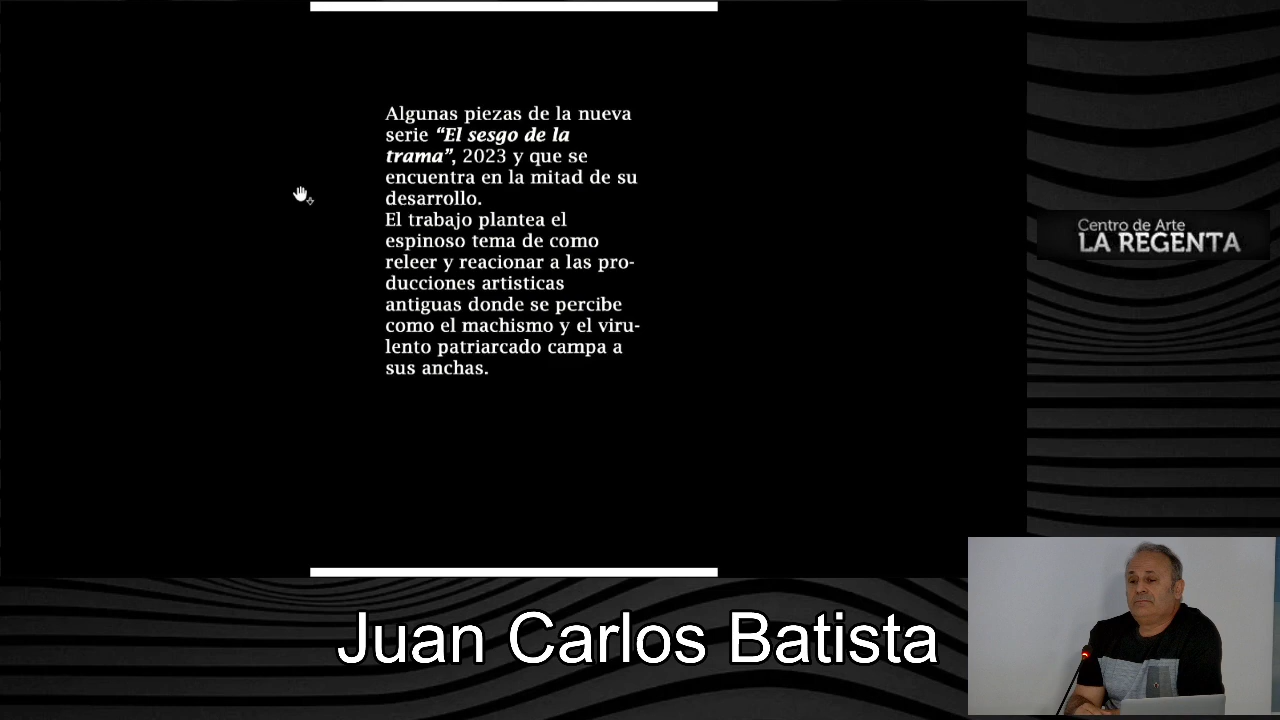 Algunas piezas de la nueva
serie “El sesgo de la
trama”, 2023 y que se
encuentra en la mitad de su
desarrollo.
El trabajo plantea el
espinoso tema de como
releer y reacionar a las pro-
ducciones artisticas
antiguas donde se percibe
como el machismo y el viru-
lento patriarcado campa a
sus anchas.
Centro de Arte
LA REGENTA
Juan Carlos Batista